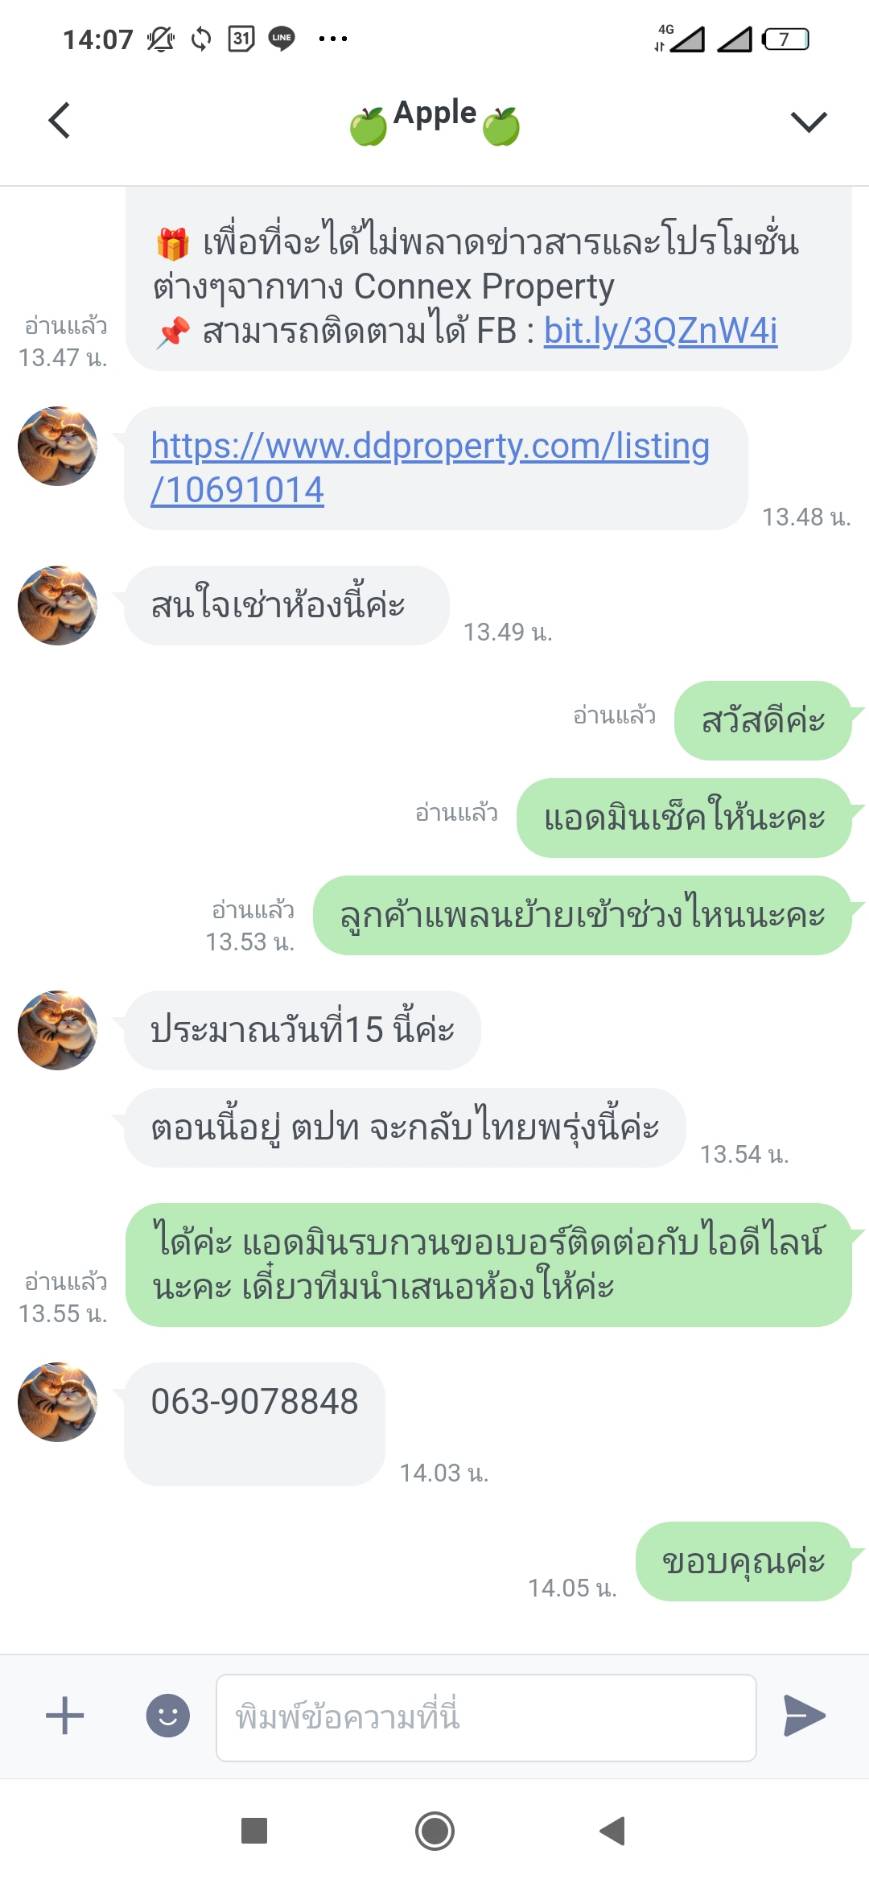 14:07
31
LINE
4G
7
🍏Apple🍏
🎁 เพื่อที่จะได้ไม่พลาดข่าวสารและโปรโมชั่น
ต่างๆจากทาง Connex Property
📌 สามารถติดตามได้ FB : bit.ly/3QZnW4i
อ่านแล้ว
13.47 น.
https://www.ddproperty.com/listing
/10691014
13.48 น.
สนใจเช่าห้องนี้ค่ะ
13.49 น.
อ่านแล้ว
สวัสดีค่ะ
อ่านแล้ว
แอดมินเช็คให้นะคะ
อ่านแล้ว
13.53 น.
ลูกค้าแพลนย้ายเข้าช่วงไหนนะคะ
ประมาณวันที่15 นี้ค่ะ
ตอนนี้อยู่ ตปท จะกลับไทยพรุ่งนี้ค่ะ
13.54 น.
ได้ค่ะ แอดมินรบกวนขอเบอร์ติดต่อกับไอดีไลน์
นะคะ เดี๋ยวทีมนำเสนอห้องให้ค่ะ
อ่านแล้ว
13.55 น.
063-9078848
14.03 น.
ขอบคุณค่ะ
14.05 น.
พิมพ์ข้อความที่นี่